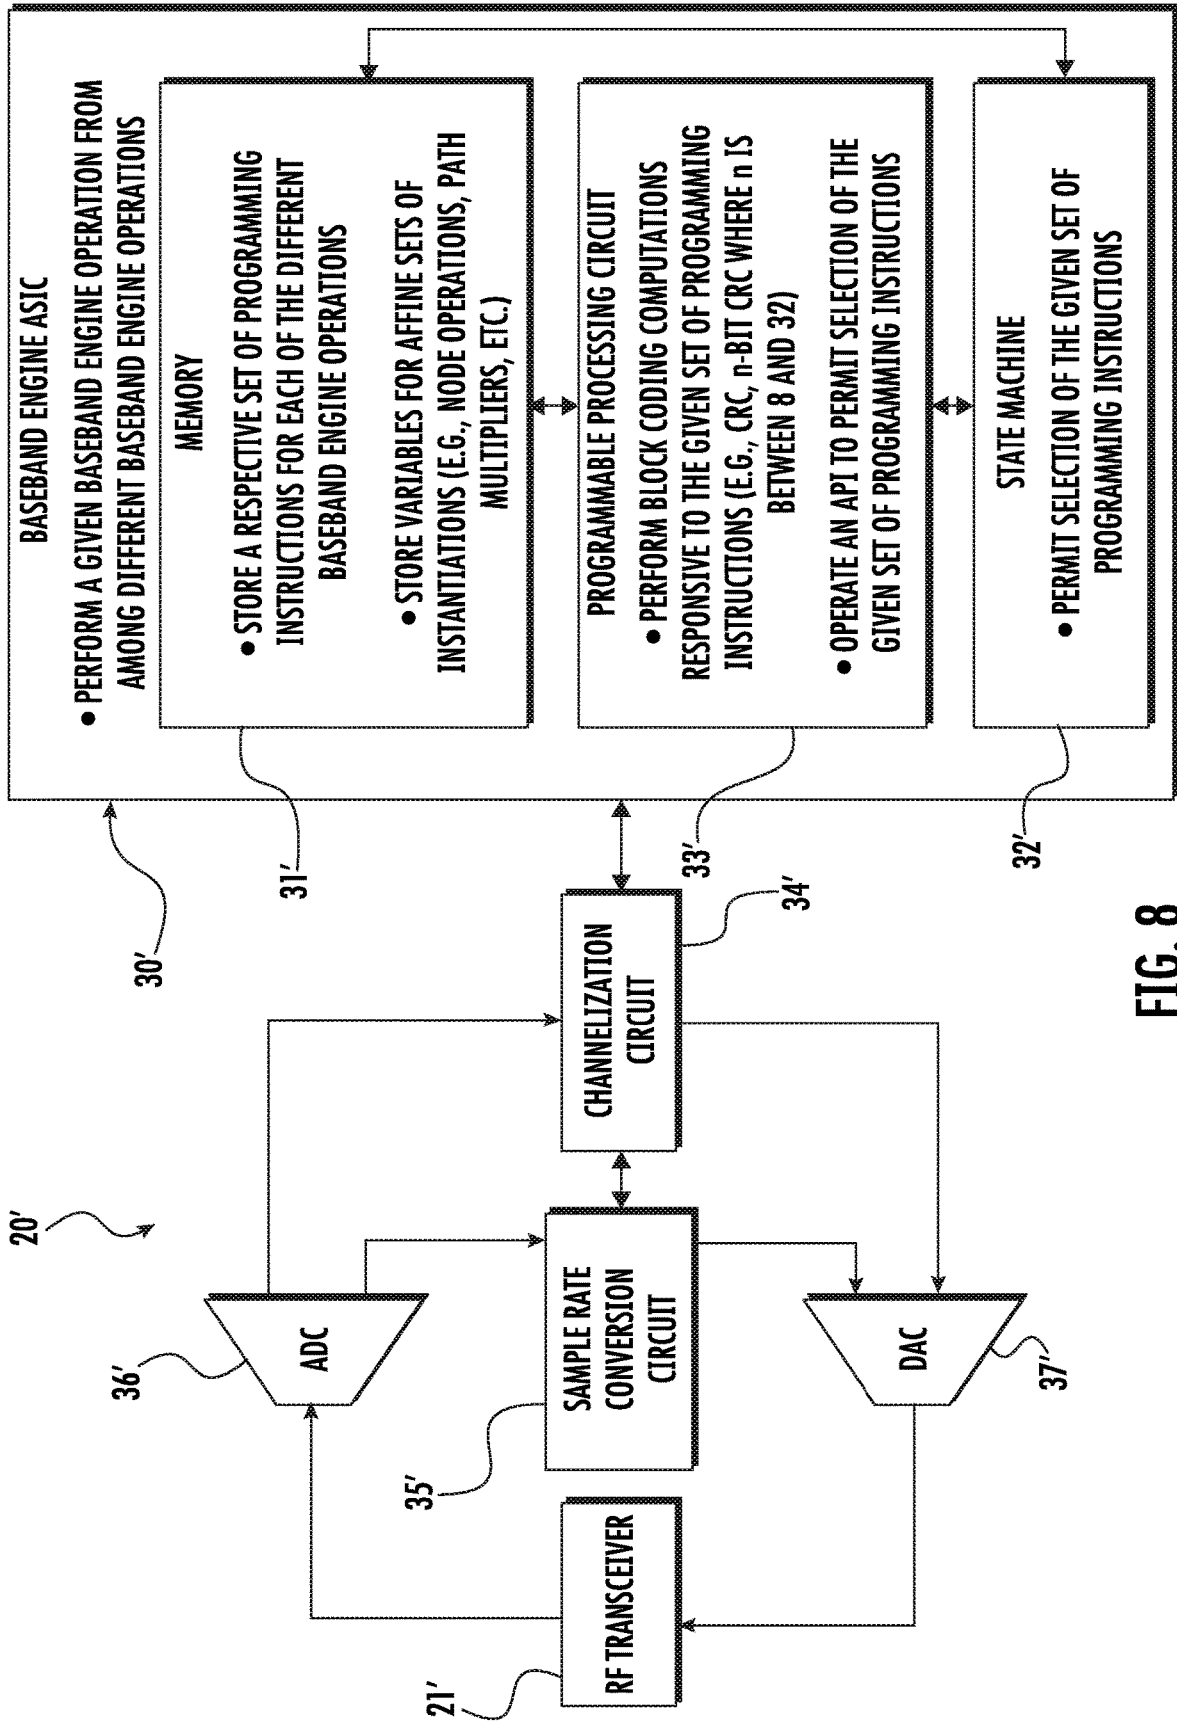 20'
30'
BASEBAND ENGINE ASIC
• PERFORM A GIVEN BASEBAND ENGINE OPERATION FROM
AMONG DIFFERENT BASEBAND ENGINE OPERATIONS
31'
MEMORY
• STORE A RESPECTIVE SET OF PROGRAMMING
INSTRUCTIONS FOR EACH OF THE DIFFERENT
BASEBAND ENGINE OPERATIONS
• STORE VARIABLES FOR AFFINE SETS OF
INSTANTIATIONS (E.G., NODE OPERATIONS, PATH
MULTIPLIERS, ETC.)
33'
PROGRAMMABLE PROCESSING CIRCUIT
• PERFORM BLOCK CODING COMPUTATIONS
RESPONSIVE TO THE GIVEN SET OF PROGRAMMING
INSTRUCTIONS (E.G., CRC, n-BIT CRC WHERE n IS
BETWEEN 8 AND 32)
• OPERATE AN API TO PERMIT SELECTION OF THE
GIVEN SET OF PROGRAMMING INSTRUCTIONS
32'
STATE MACHINE
• PERMIT SELECTION OF THE GIVEN SET OF
PROGRAMMING INSTRUCTIONS
36'
ADC
21'
RF TRANSCEIVER
35'
SAMPLE RATE
CONVERSION
CIRCUIT
34'
CHANNELIZATION
CIRCUIT
DAC
37'
FIG. 8